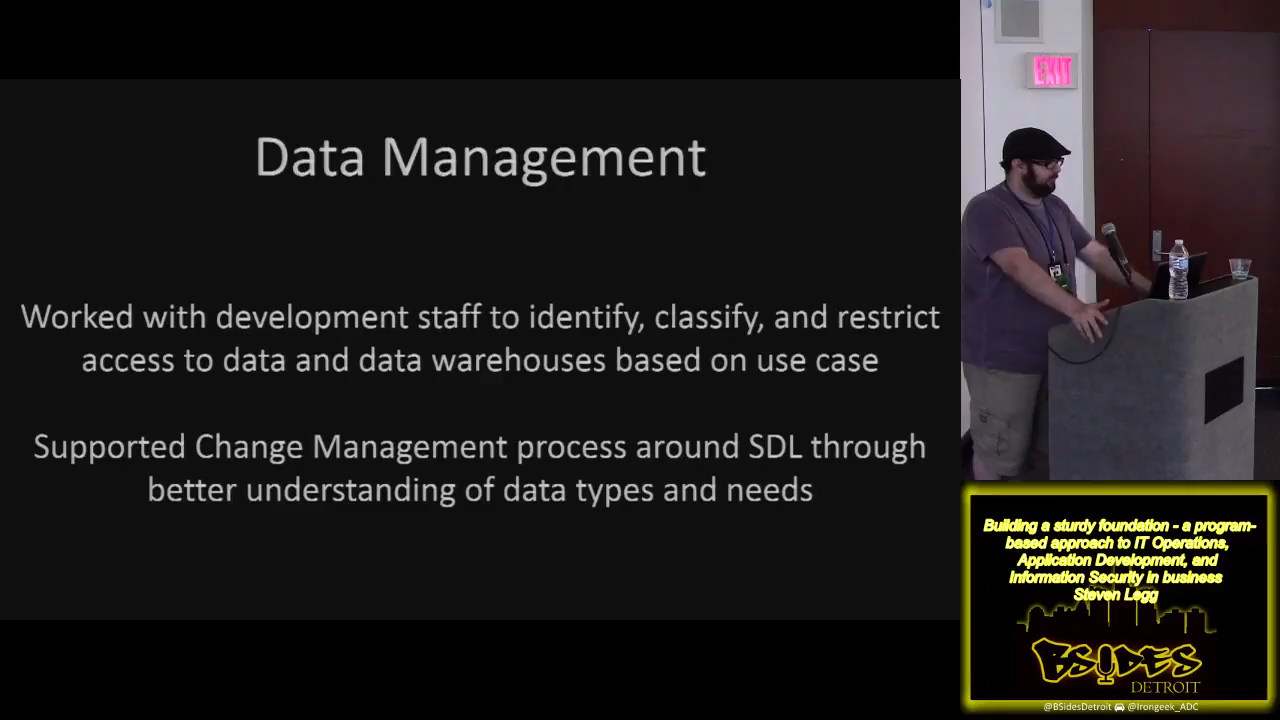 Data Management
Worked with development staff to identify, classify, and restrict
access to data and data warehouses based on use case
Supported Change Management process around SDL through
better understanding of data types and needs
EXIT
Building a sturdy foundation - a program-
based approach to IT Operations,
Application Development, and
Information Security in business
Steven Legg
BSIDES
DETROIT
@BSidesDetroit @Irongeek_ADC